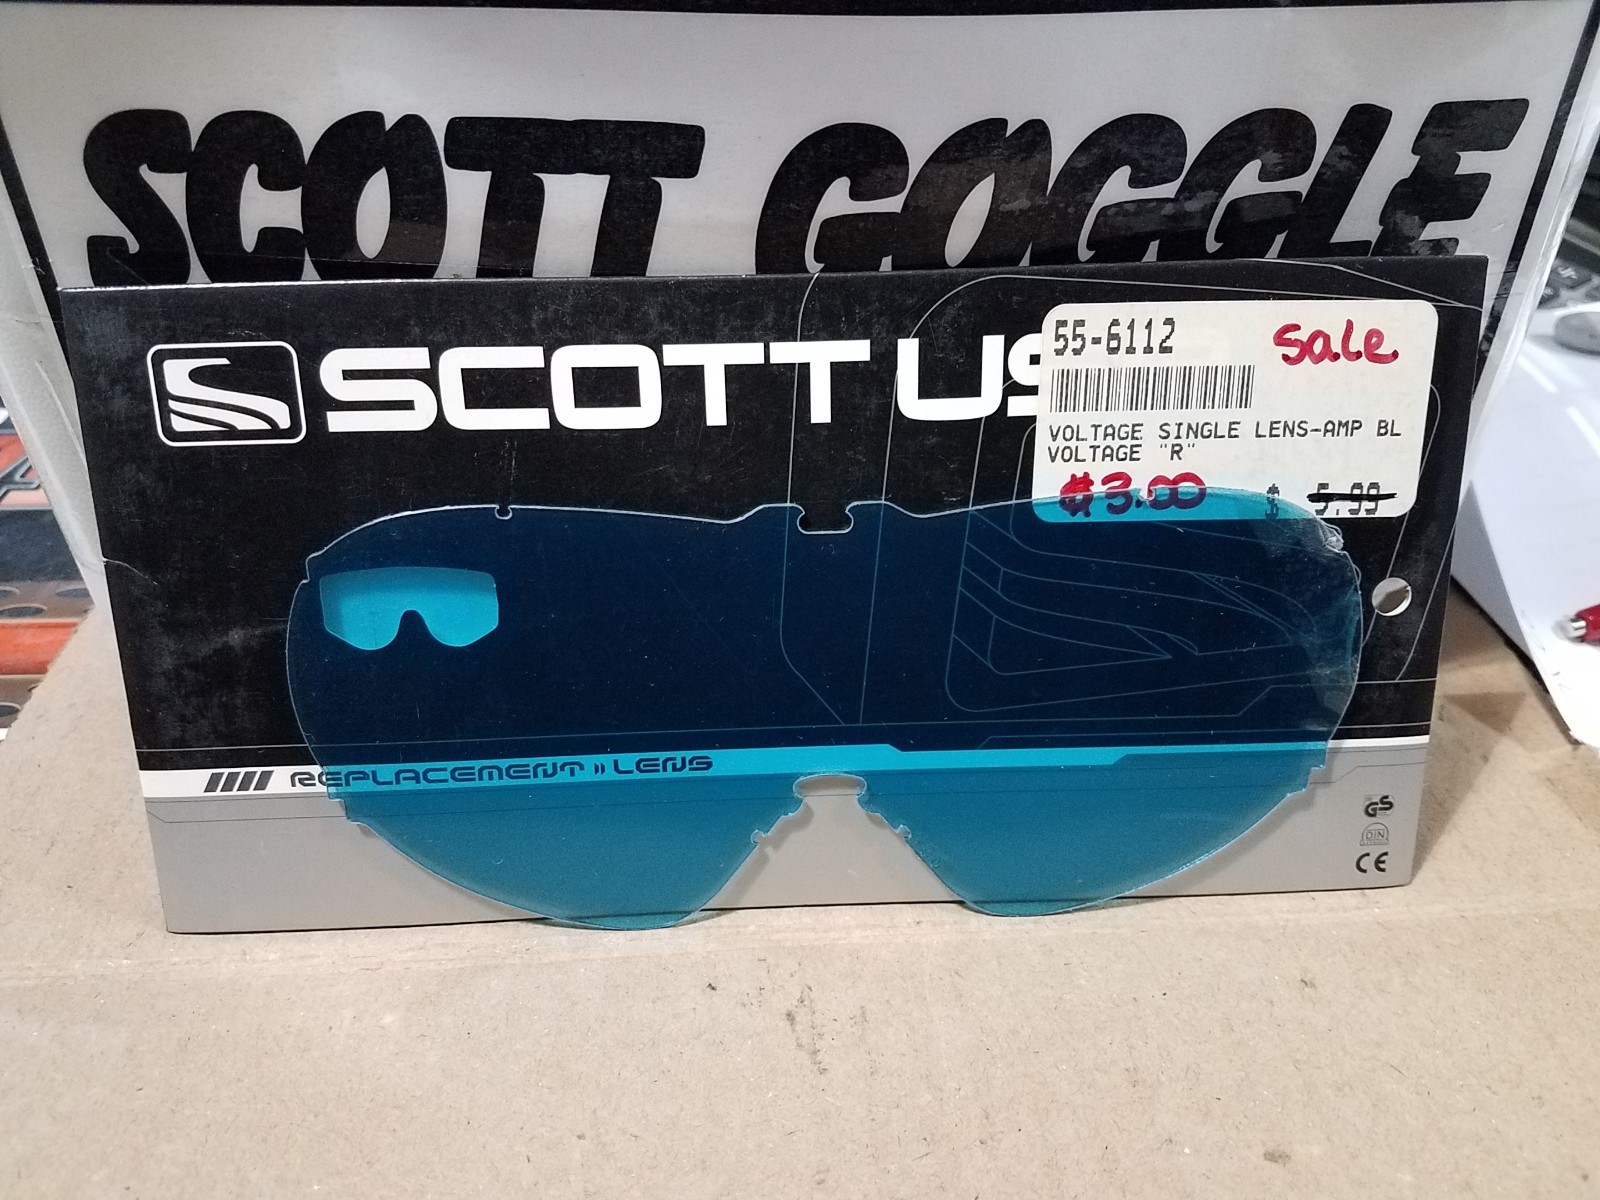 SCOTT GOGGLE
SCOTT US
55-6112
Sale
VOLTAGE SINGLE LENS-AMP BL
VOLTAGE "R"
$3.00
$ 5.99
REPLACEMENT » LENS
GS
DIN
CE